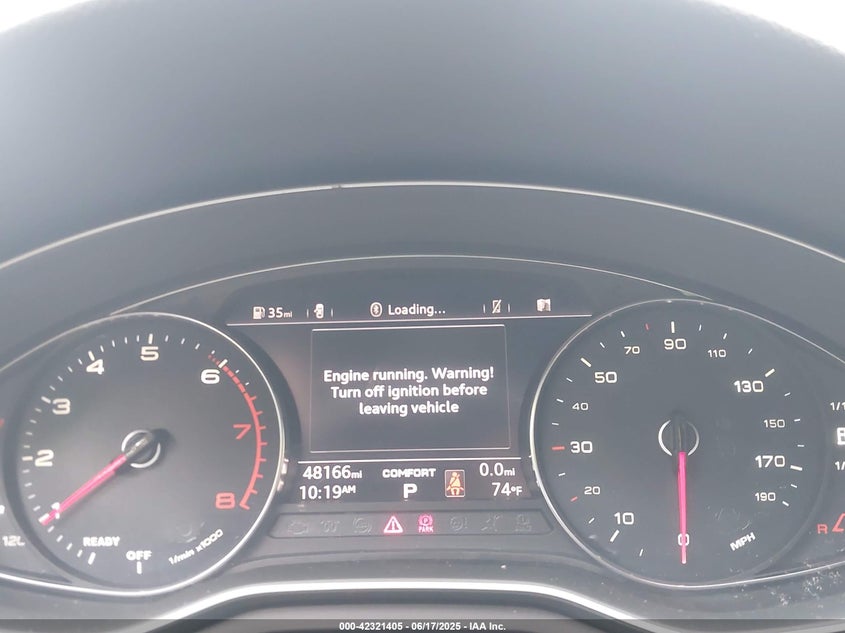 35mi
Loading...
Engine running. Warning!
Turn off ignition before
leaving vehicle
48166mi
COMFORT
0.0mi
10:19AM
P
74°F
PARK
2
3
4
5
6
7
8
READY
OFF
1/min x1000
120
0
10
20
30
40
50
70
90
110
130
150
170
190
MPH
R
000-42321405 - 06/17/2025 - IAA Inc.